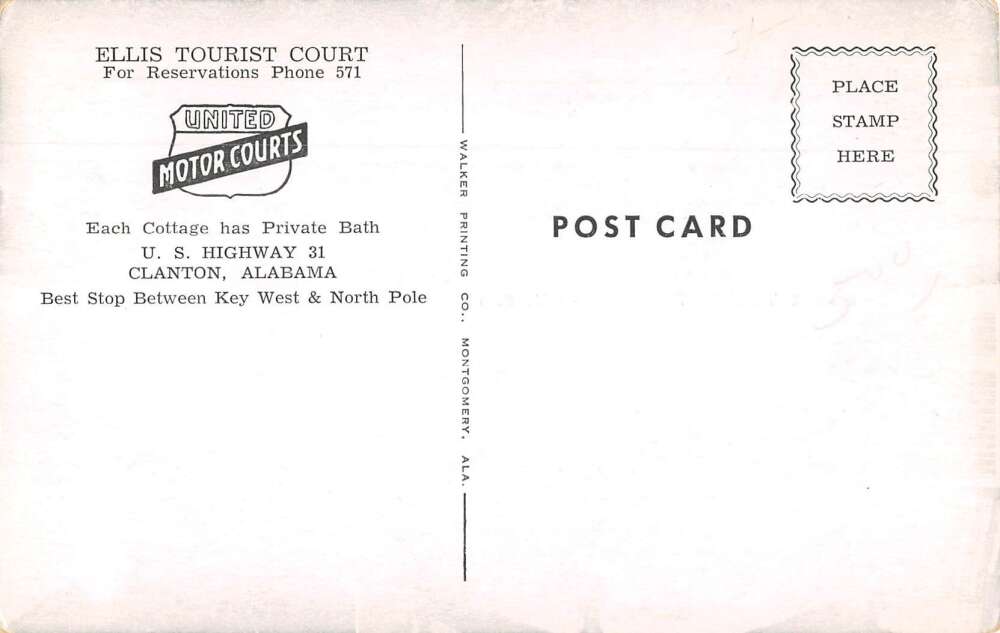 ELLIS TOURIST COURT
For Reservations Phone 571
UNITED
MOTOR COURTS
Each Cottage has Private Bath
U. S. HIGHWAY 31
CLANTON, ALABAMA
Best Stop Between Key West & North Pole
WALKER PRINTING CO., MONTGOMERY, ALA.
PLACE
STAMP
HERE
POST CARD